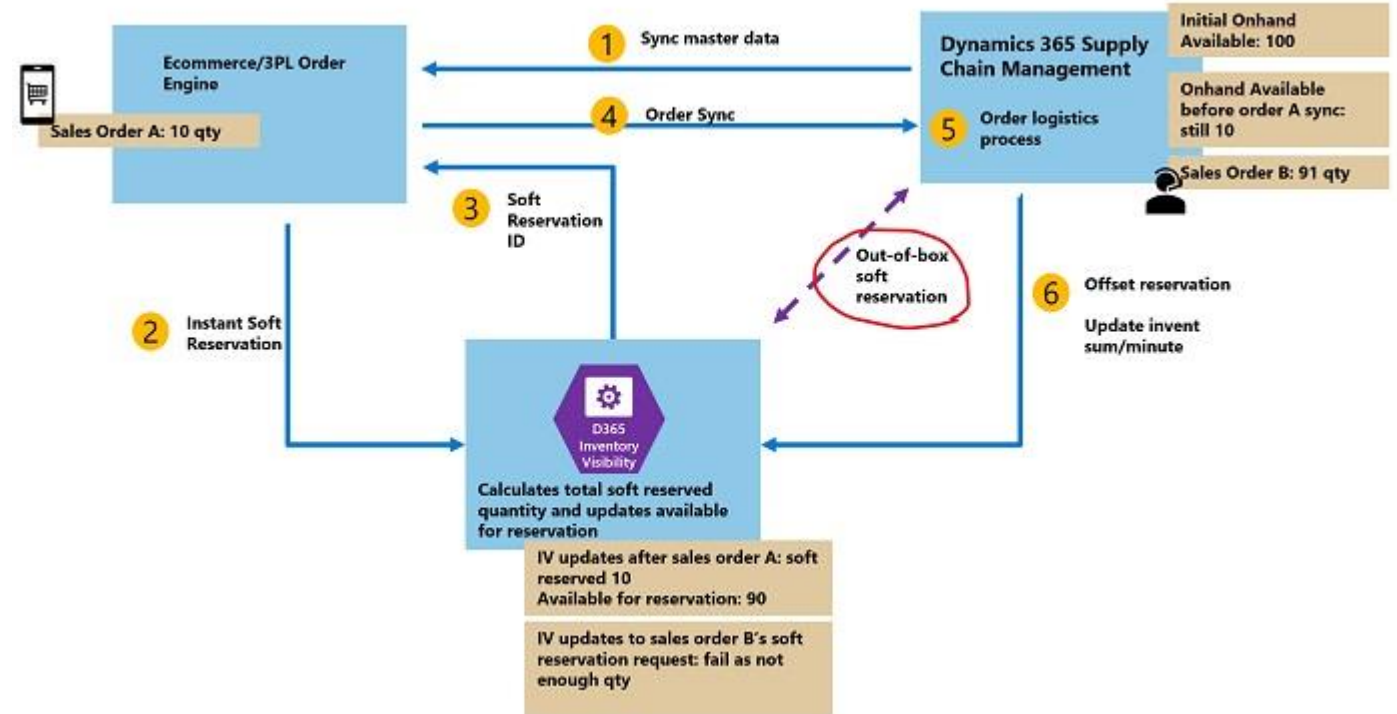 Ecommerce/3PL Order
Engine
Sales Order A: 10 qty
1
Sync master data
4
Order Sync
Dynamics 365 Supply
Chain Management
5
Order logistics
process
Initial Onhand
Available: 100
Onhand Available
before order A sync:
still 10
Sales Order B: 91 qty
3
Soft
Reservation
ID
Out-of-box
soft
reservation
6
Offset reservation
Update invent
sum/minute
2
Instant Soft
Reservation
D365
Inventory
Visibility
Calculates total soft reserved
quantity and updates available
for reservation
IV updates after sales order A: soft
reserved 10
Available for reservation: 90
IV updates to sales order B's soft
reservation request: fail as not
enough qty